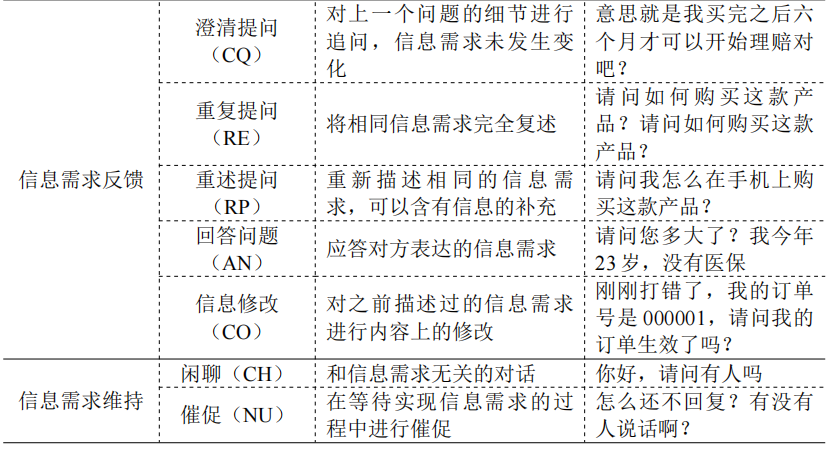 澄清提问
（CQ）
对上一个问题的细节进行
追问，信息需求未发生变
化
意思就是我买完之后六
个月才可以开始理赔对
吧？
信息需求反馈
重复提问
（RE）
将相同信息需求完全复述
请问如何购买这款产
品？请问如何购买这款
产品？
重述提问
（RP）
重新描述相同的信息需
求，可以含有信息的补充
请问我怎么在手机上购
买这款产品？
回答问题
（AN）
应答对方表达的信息需求
请问您多大了？我今年
23 岁，没有医保
信息修改
（CO）
对之前描述过的信息需求
进行内容上的修改
刚刚打错了，我的订单
号是 000001，请问我的
订单生效了吗？
信息需求维持
闲聊（CH）
和信息需求无关的对话
你好，请问有人吗
催促（NU）
在等待实现信息需求的过
程中进行催促
怎么还不回复？有没有
人说话啊？